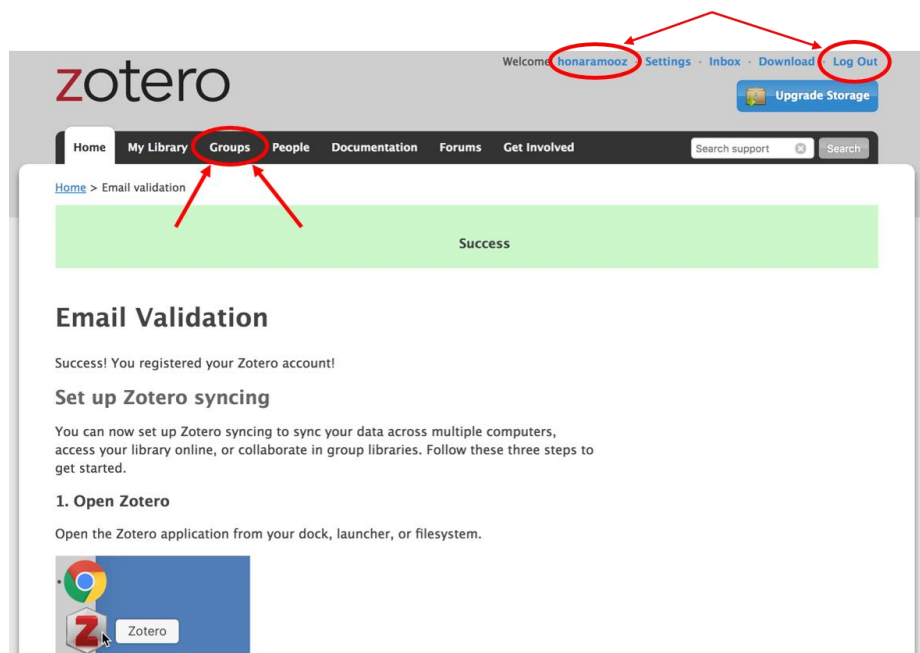 Welcome honaramooz · Settings · Inbox · Download · Log Out
zotero
Upgrade Storage
Home My Library Groups People Documentation Forums Get Involved Search support Search
Home > Email validation
Success
Email Validation
Success! You registered your Zotero account!
Set up Zotero syncing
You can now set up Zotero syncing to sync your data across multiple computers,
access your library online, or collaborate in group libraries. Follow these three steps to
get started.
1. Open Zotero
Open the Zotero application from your dock, launcher, or filesystem.
Z
Zotero